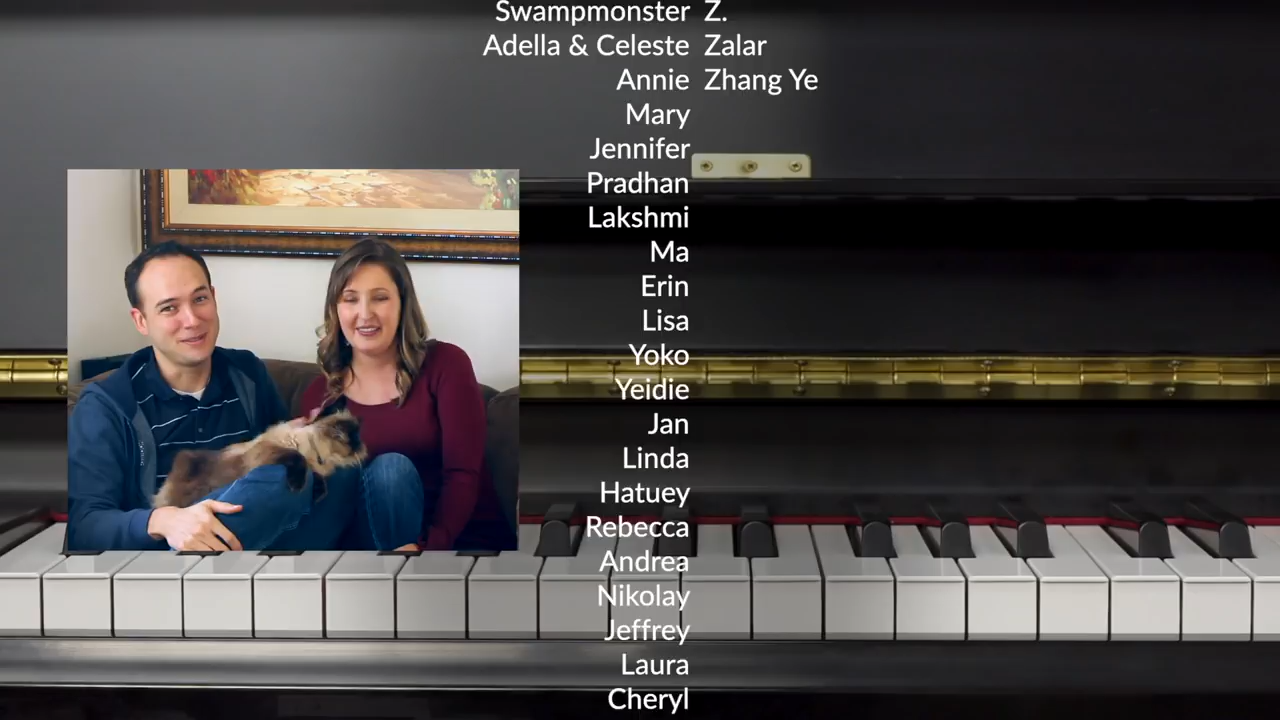 Swampmonster Z.
Adella & Celeste Zalar
Annie Zhang Ye
Mary
Jennifer
Pradhan
Lakshmi
Ma
Erin
Lisa
Yoko
Yeidie
Jan
Linda
Hatuey
Rebecca
Andrea
Nikolay
Jeffrey
Laura
Cheryl